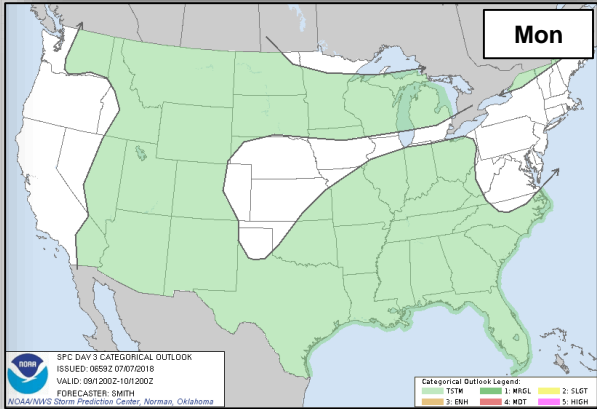 Mon
SPC DAY 3 CATEGORICAL OUTLOOK
ISSUED: 0659Z 07/07/2018
VALID: 09/1200Z-10/1200Z
FORECASTER: SMITH
NOAA/NWS Storm Prediction Center, Norman, Oklahoma
NOAA
Categorical Outlook Legend:
TSTM 1: MRGL 2: SLGT
3: ENH 4: MDT 5: HIGH